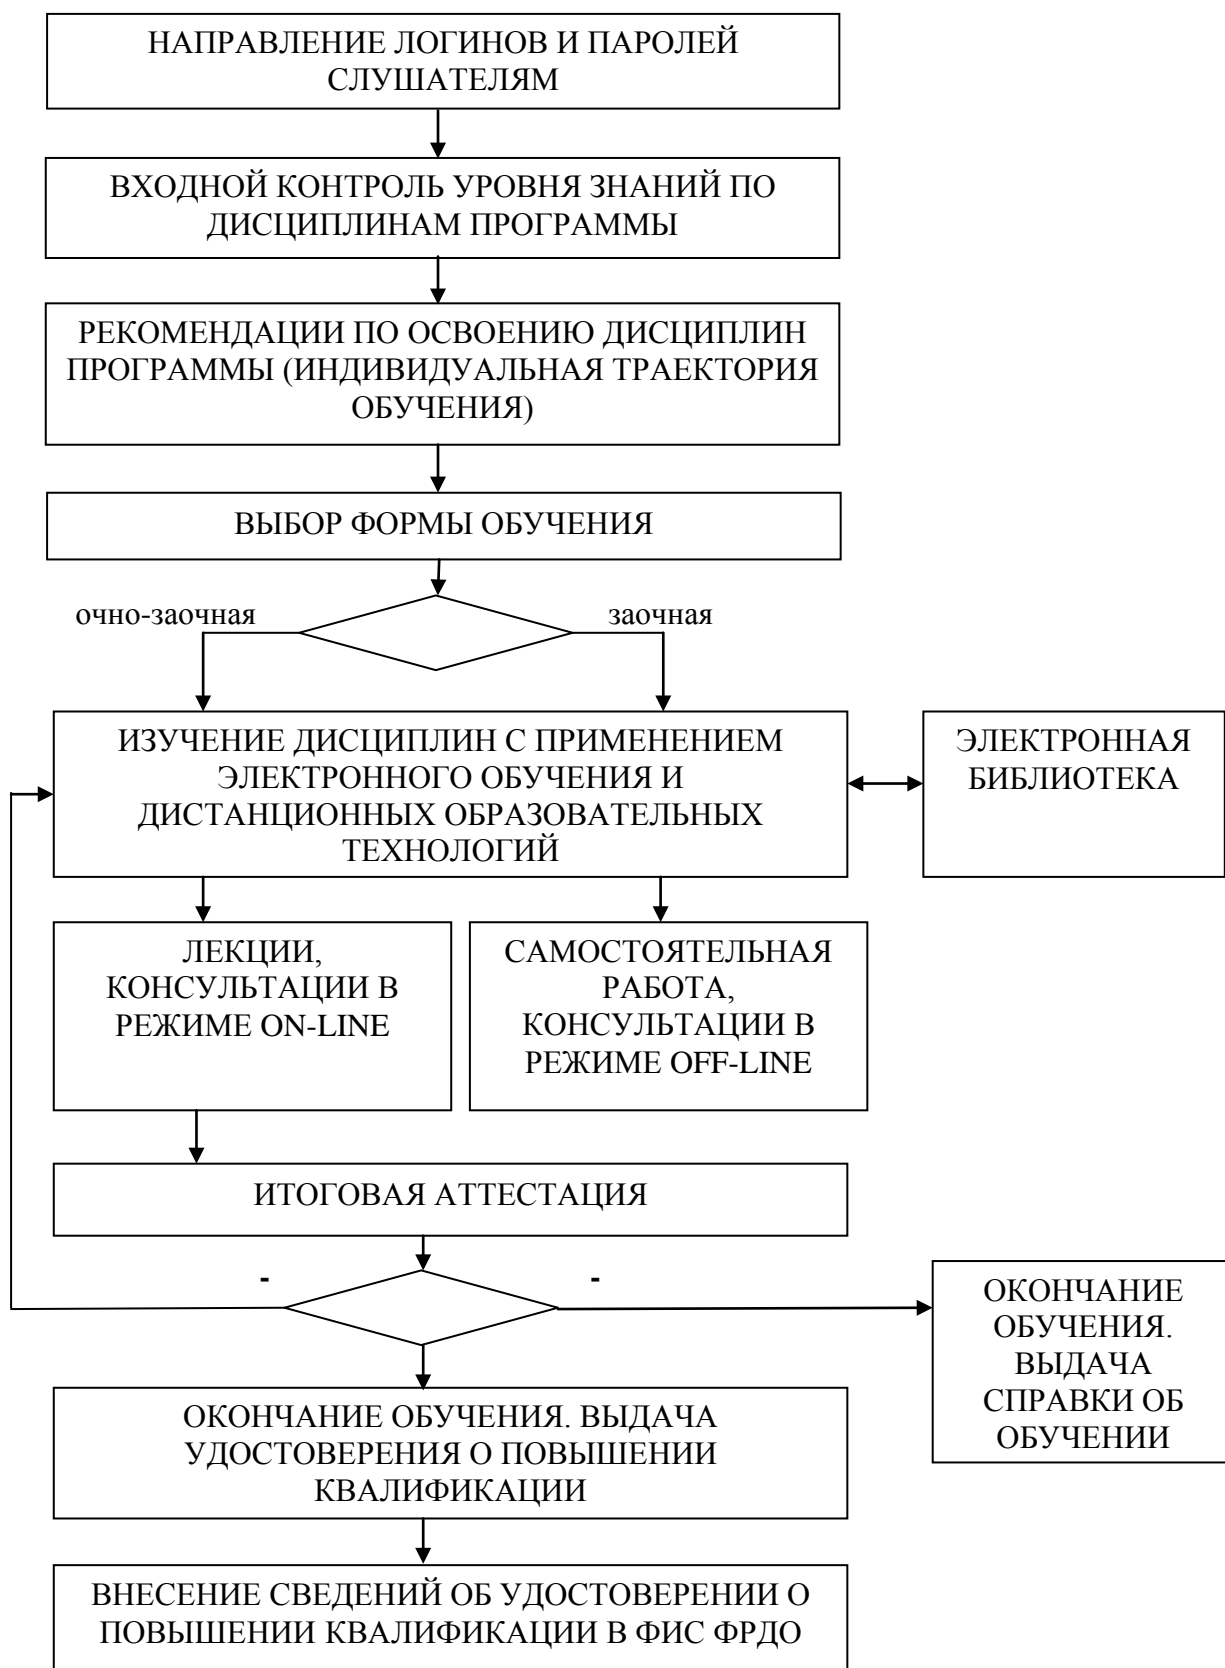 НАПРАВЛЕНИЕ ЛОГИНОВ И ПАРОЛЕЙ
СЛУШАТЕЛЯМ
ВХОДНОЙ КОНТРОЛЬ УРОВНЯ ЗНАНИЙ ПО
ДИСЦИПЛИНАМ ПРОГРАММЫ
РЕКОМЕНДАЦИИ ПО ОСВОЕНИЮ ДИСЦИПЛИН
ПРОГРАММЫ (ИНДИВИДУАЛЬНАЯ ТРАЕКТОРИЯ
ОБУЧЕНИЯ)
ВЫБОР ФОРМЫ ОБУЧЕНИЯ
очно-заочная
заочная
ИЗУЧЕНИЕ ДИСЦИПЛИН С ПРИМЕНЕНИЕМ
ЭЛЕКТРОННОГО ОБУЧЕНИЯ И
ДИСТАНЦИОННЫХ ОБРАЗОВАТЕЛЬНЫХ
ТЕХНОЛОГИЙ
ЭЛЕКТРОННАЯ
БИБЛИОТЕКА
ЛЕКЦИИ,
КОНСУЛЬТАЦИИ В
РЕЖИМЕ ON-LINE
САМОСТОЯТЕЛЬНАЯ
РАБОТА,
КОНСУЛЬТАЦИИ В
РЕЖИМЕ OFF-LINE
ИТОГОВАЯ АТТЕСТАЦИЯ
-
-
ОКОНЧАНИЕ
ОБУЧЕНИЯ.
ВЫДАЧА
СПРАВКИ ОБ
ОБУЧЕНИИ
ОКОНЧАНИЕ ОБУЧЕНИЯ. ВЫДАЧА
УДОСТОВЕРЕНИЯ О ПОВЫШЕНИИ
КВАЛИФИКАЦИИ
ВНЕСЕНИЕ СВЕДЕНИЙ ОБ УДОСТОВЕРЕНИИ О
ПОВЫШЕНИИ КВАЛИФИКАЦИИ В ФИС ФРДО